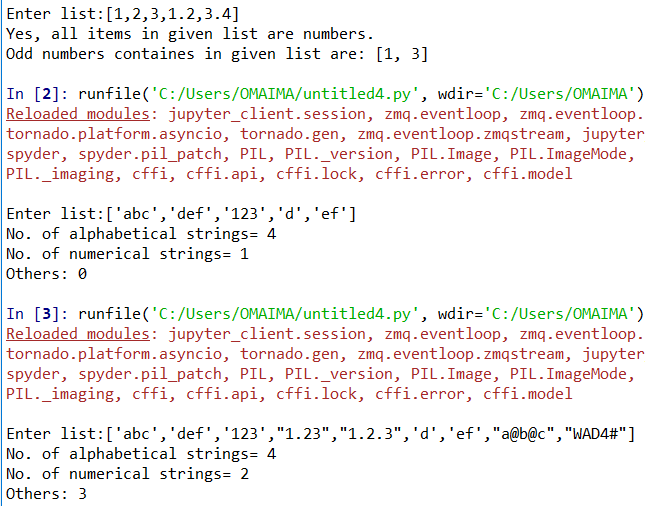 Enter list:[1,2,3,1.2,3.4]
Yes, all items in given list are numbers.
Odd numbers containes in given list are: [1, 3]
In [2]: runfile('C:/Users/OMAIMA/untitled4.py', wdir='C:/Users/OMAIMA')
Reloaded modules: jupyter_client.session, zmq.eventloop, zmq.eventloop.
tornado.platform.asyncio, tornado.gen, zmq.eventloop.zmqstream, jupyter
spyder, spyder.pil_patch, PIL, PIL._version, PIL.Image, PIL.ImageMode,
PIL._imaging, cffi, cffi.api, cffi.lock, cffi.error, cffi.model
Enter list:['abc','def','123','d','ef']
No. of alphabetical strings= 4
No. of numerical strings= 1
Others: 0
In [3]: runfile('C:/Users/OMAIMA/untitled4.py', wdir='C:/Users/OMAIMA')
Reloaded modules: jupyter_client.session, zmq.eventloop, zmq.eventloop.
tornado.platform.asyncio, tornado.gen, zmq.eventloop.zmqstream, jupyter
spyder, spyder.pil_patch, PIL, PIL._version, PIL.Image, PIL.ImageMode,
PIL._imaging, cffi, cffi.api, cffi.lock, cffi.error, cffi.model
Enter list:['abc','def','123',"1.23","1.2.3",'d','ef',"a@b@c","WAD4#"]
No. of alphabetical strings= 4
No. of numerical strings= 2
Others: 3